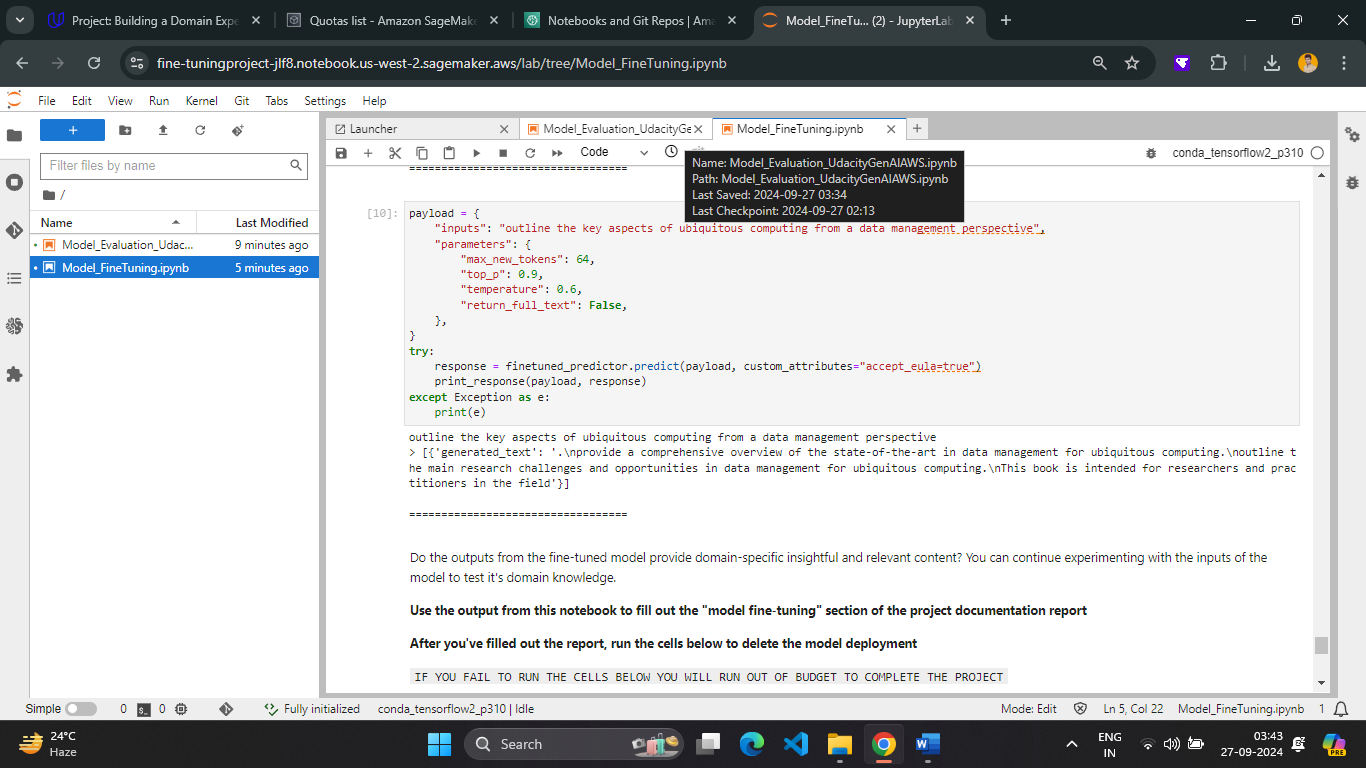 Project: Building a Domain Expe
Quotas list - Amazon SageMake
Notebooks and Git Repos | Ama
Model_FineTu... (2) - JupyterLab
fine-tuningproject-jlf8.notebook.us-west-2.sagemaker.aws/lab/tree/Model_FineTuning.ipynb
File Edit View Run Kernel Git Tabs Settings Help
Filter files by name
/
Name Last Modified
Model_Evaluation_Udac... 9 minutes ago
Model_FineTuning.ipynb 5 minutes ago
Launcher
Model_Evaluation_UdacityGe
Model_FineTuning.ipynb
Code
conda_tensorflow2_p310
Name: Model_Evaluation_UdacityGenAIAWS.ipynb
Path: Model_Evaluation_UdacityGenAIAWS.ipynb
Last Saved: 2024-09-27 03:34
Last Checkpoint: 2024-09-27 02:13
==================================
[10]: payload = {
"inputs": "outline the key aspects of ubiquitous computing from a data management perspective",
"parameters": {
"max_new_tokens": 64,
"top_p": 0.9,
"temperature": 0.6,
"return_full_text": False,
},
}
try:
response = finetuned_predictor.predict(payload, custom_attributes="accept_eula=true")
print_response(payload, response)
except Exception as e:
print(e)
outline the key aspects of ubiquitous computing from a data management perspective
> [{'generated_text': '.\nprovide a comprehensive overview of the state-of-the-art in data management for ubiquitous computing.\noutline t
he main research challenges and opportunities in data management for ubiquitous computing.\nThis book is intended for researchers and prac
titioners in the field'}]
==================================
Do the outputs from the fine-tuned model provide domain-specific insightful and relevant content? You can continue experimenting with the inputs of the
model to test it's domain knowledge.
Use the output from this notebook to fill out the "model fine-tuning" section of the project documentation report
After you've filled out the report, run the cells below to delete the model deployment
IF YOU FAIL TO RUN THE CELLS BELOW YOU WILL RUN OUT OF BUDGET TO COMPLETE THE PROJECT
Simple 0 0 Fully initialized conda_tensorflow2_p310 | Idle Mode: Edit Ln 5, Col 22 Model_FineTuning.ipynb 1
24°C
Haze
Search
ENG
IN
03:43
27-09-2024
PRE